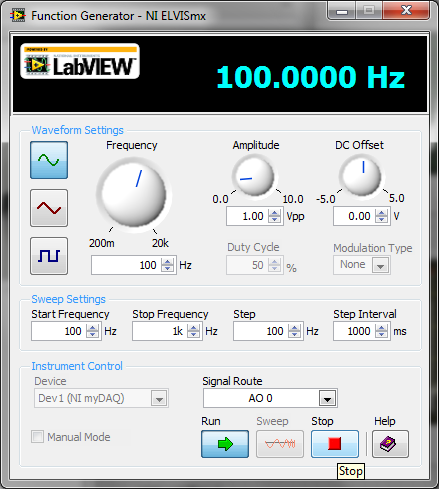 Function Generator - NI ELVISmx
LabVIEW™
100.0000 Hz
Waveform Settings
Frequency
Amplitude
DC Offset
0.0 10.0
-5.0 5.0
1.00 Vpp
0.00 V
200m 20k
100 Hz
Duty Cycle
Modulation Type
50 %
None
Sweep Settings
Start Frequency Stop Frequency Step Step Interval
100 Hz 1k Hz 100 Hz 1000 ms
Instrument Control
Device
Signal Route
Dev1 (NI myDAQ)
AO 0
Run Sweep Stop Help
Manual Mode
Stop